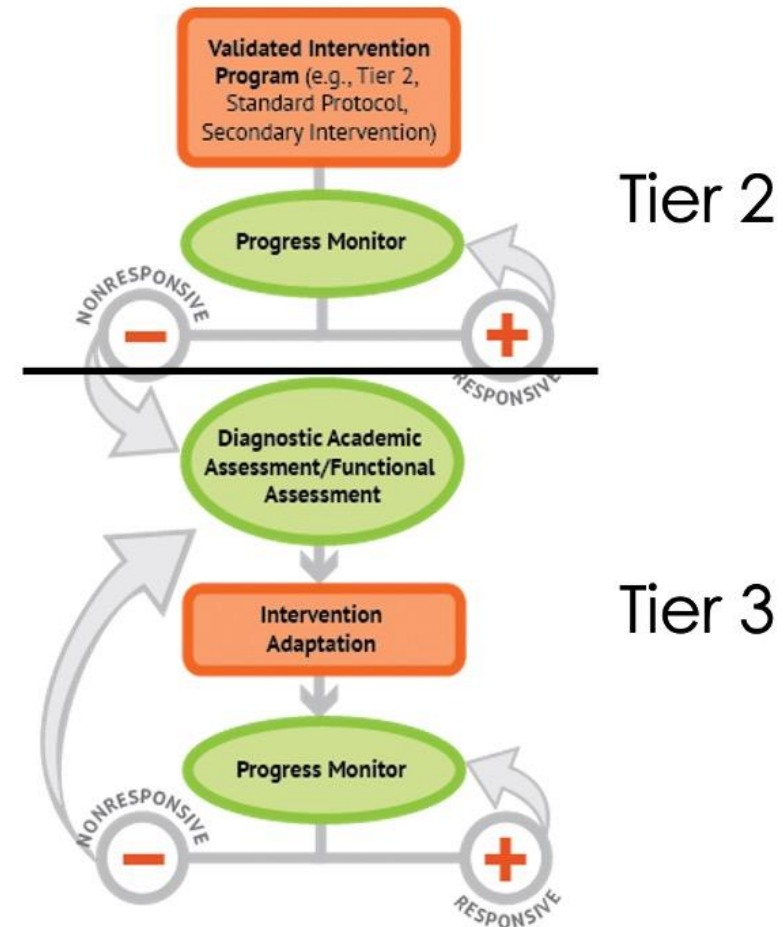 Validated Intervention
Program (e.g., Tier 2,
Standard Protocol,
Secondary Intervention)
Tier 2
Progress Monitor
NONRESPONSIVE
−
+
RESPONSIVE
Diagnostic Academic
Assessment/Functional
Assessment
Intervention
Adaptation
Tier 3
Progress Monitor
NONRESPONSIVE
−
+
RESPONSIVE